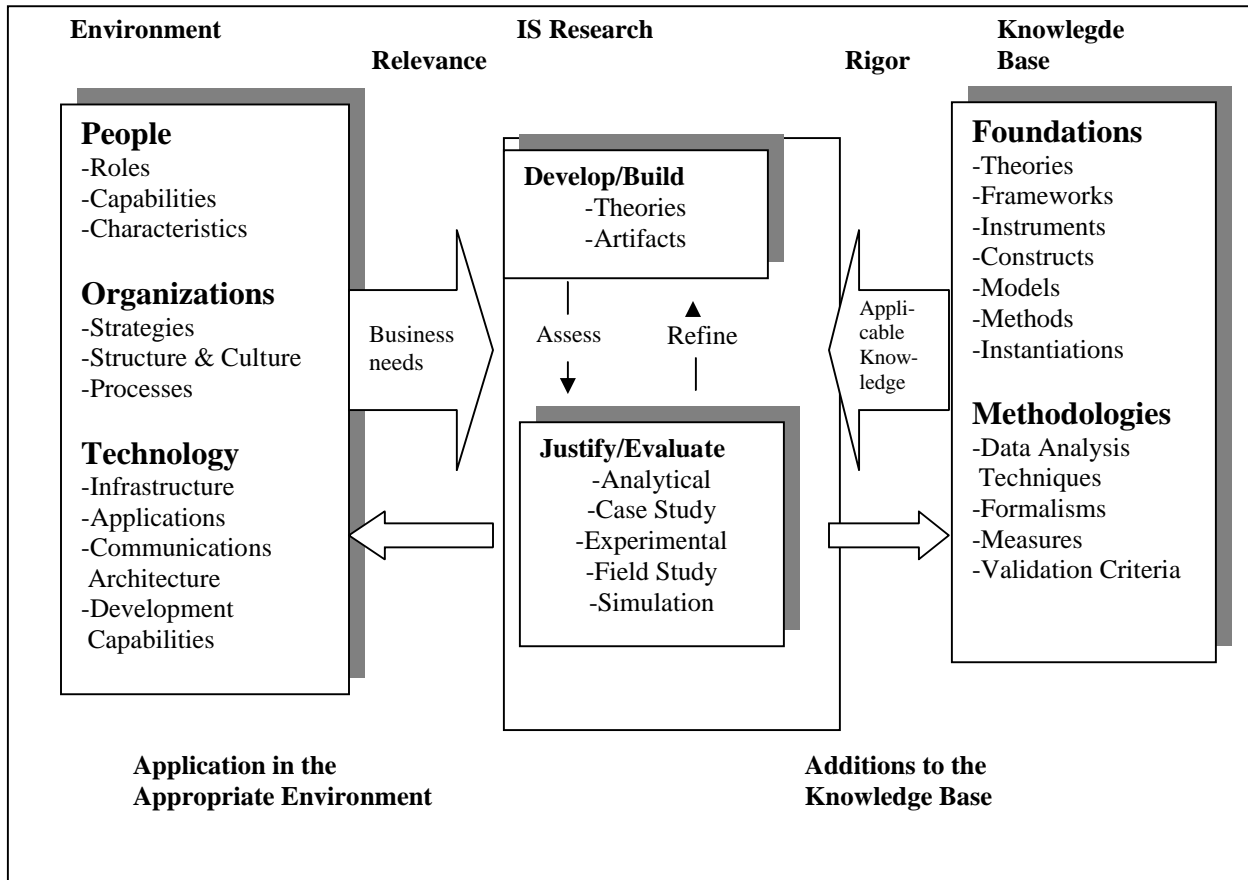 Environment
IS Research
Knowlegde
Base
Relevance
Rigor
People
-Roles
-Capabilities
-Characteristics
Organizations
-Strategies
-Structure & Culture
-Processes
Technology
-Infrastructure
-Applications
-Communications
Architecture
-Development
Capabilities
Business
needs
Develop/Build
-Theories
-Artifacts
Assess
Refine
Justify/Evaluate
-Analytical
-Case Study
-Experimental
-Field Study
-Simulation
Appli-
cable
Know-
ledge
Foundations
-Theories
-Frameworks
-Instruments
-Constructs
-Models
-Methods
-Instantiations
Methodologies
-Data Analysis
Techniques
-Formalisms
-Measures
-Validation Criteria
Application in the
Appropriate Environment
Additions to the
Knowledge Base